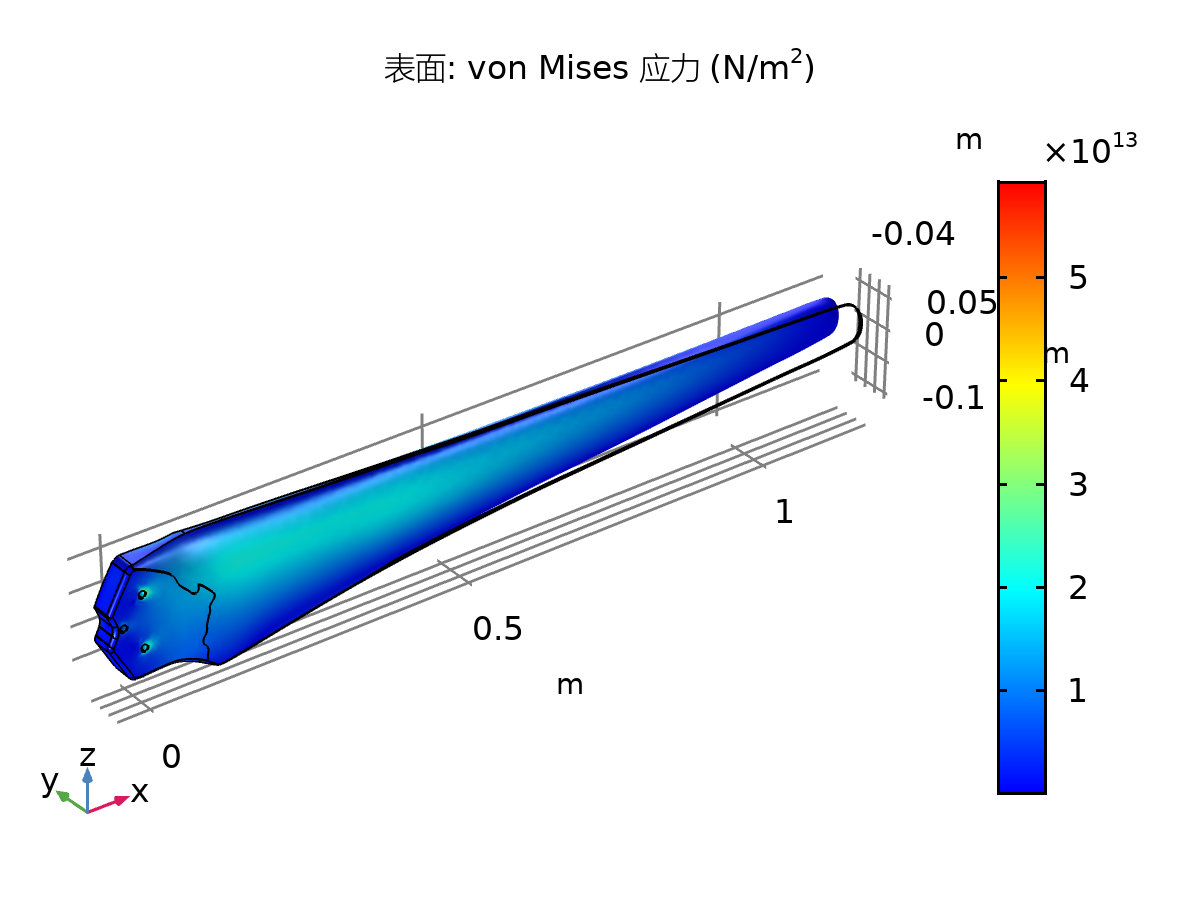 表面: von Mises 应力 (N/m²)
m
×10¹³
-0.04
0.05
0
-0.1
m
5
4
3
2
1
1
0.5
m
0
z
y
x